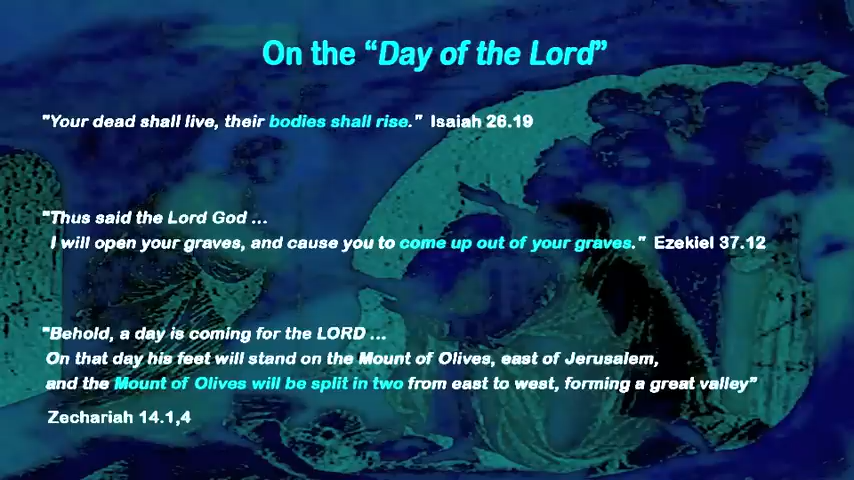 On the “Day of the Lord”
"Your dead shall live, their bodies shall rise." Isaiah 26.19
"Thus said the Lord God ...
I will open your graves, and cause you to come up out of your graves." Ezekiel 37.12
"Behold, a day is coming for the LORD ...
On that day his feet will stand on the Mount of Olives, east of Jerusalem,
and the Mount of Olives will be split in two from east to west, forming a great valley”
Zechariah 14.1,4